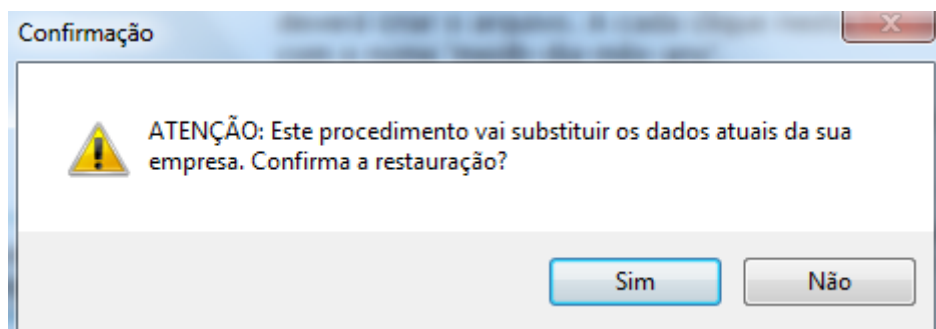 Confirmação
ATENÇÃO: Este procedimento vai substituir os dados atuais da sua
empresa. Confirma a restauração?
Sim
Não